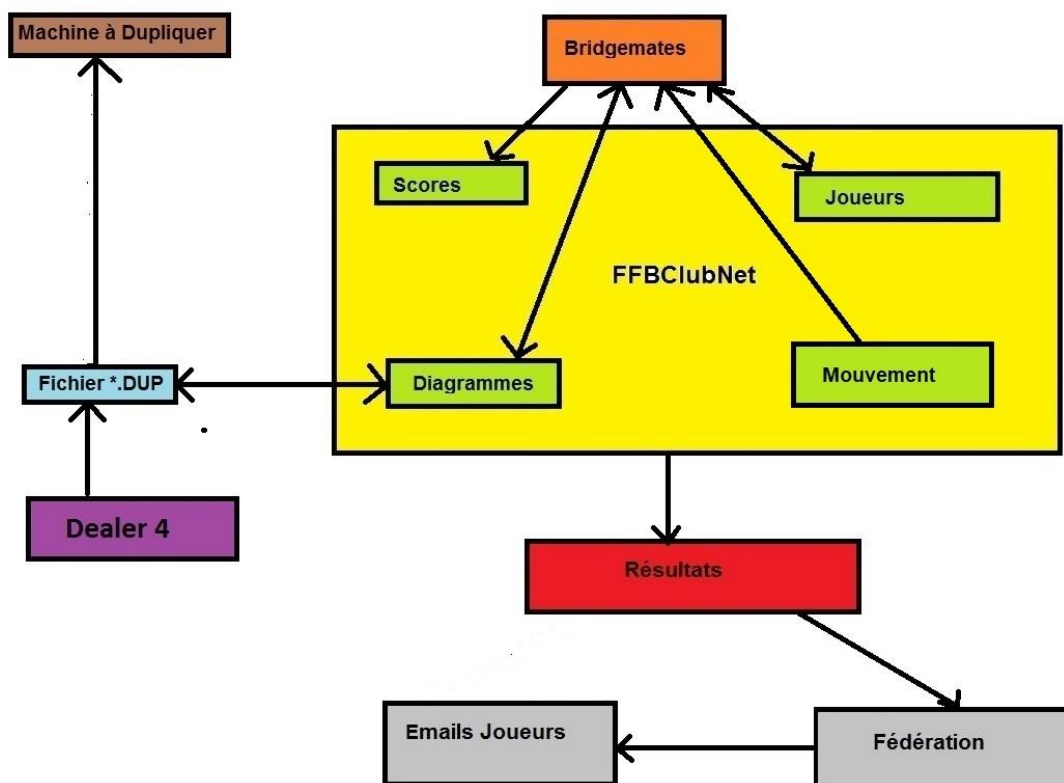 Machine à Dupliquer
Bridgemates
Scores
Joueurs
FFBClubNet
Fichier *.DUP
Diagrammes
Mouvement
Dealer 4
Résultats
Emails Joueurs
Fédération